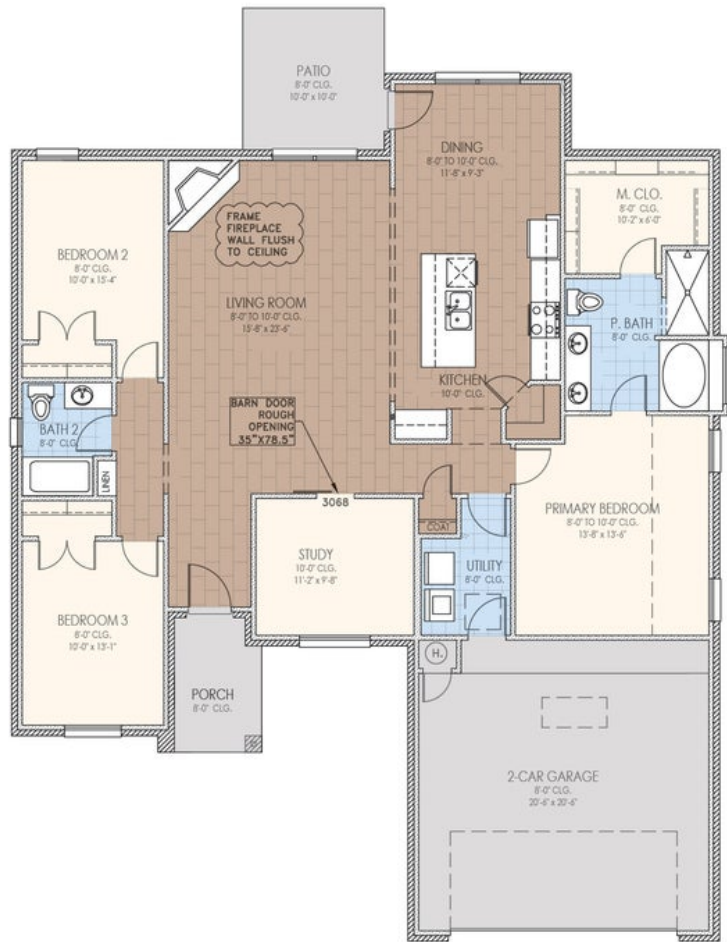 PATIO
8'-0" CLG.
10'-0" x 10'-0"
DINING
8'-0" TO 10'-0" CLG.
11'-8" x 9'-3"
M. CLO.
8'-0" CLG.
10'-2" x 6'-0"
BEDROOM 2
8'-0" CLG.
10'-0" x 15'-4"
FRAME
FIREPLACE
WALL FLUSH
TO CEILING
LIVING ROOM
8'-0" TO 10'-0" CLG.
15'-8" x 23'-6"
P. BATH
8'-0" CLG.
KITCHEN
10'-0" CLG.
BARN DOOR
ROUGH
OPENING
35"X78.5"
BATH 2
8'-0" CLG.
LINEN
3068
COAT
PRIMARY BEDROOM
8'-0" TO 10'-0" CLG.
13'-8" x 13'-6"
STUDY
10'-0" CLG.
11'-2" x 9'-8"
UTILITY
8'-0" CLG.
BEDROOM 3
8'-0" CLG.
10'-0" x 13'-1"
H.
PORCH
8'-0" CLG.
2-CAR GARAGE
8'-0" CLG.
20'-6" x 20'-6"